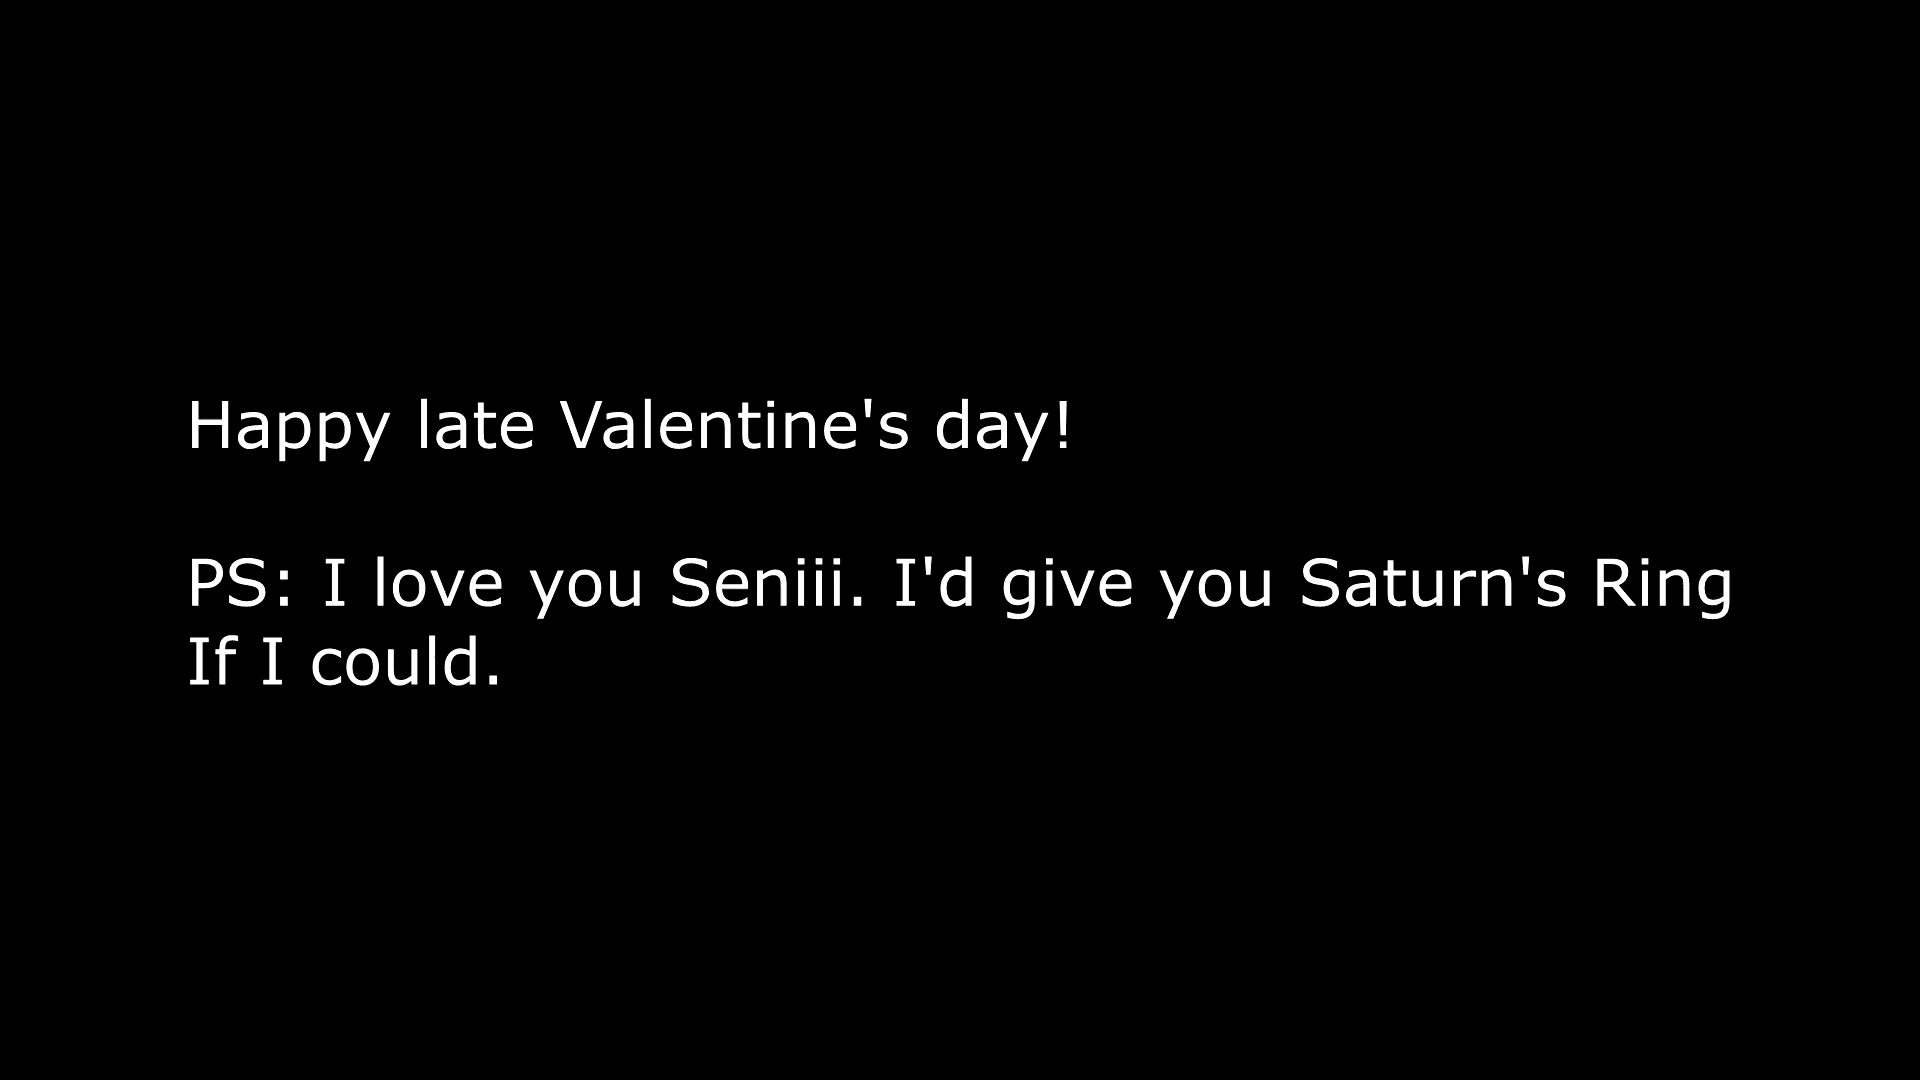 Happy late Valentine's day!
PS: I love you Seniii. I'd give you Saturn's Ring
If I could.